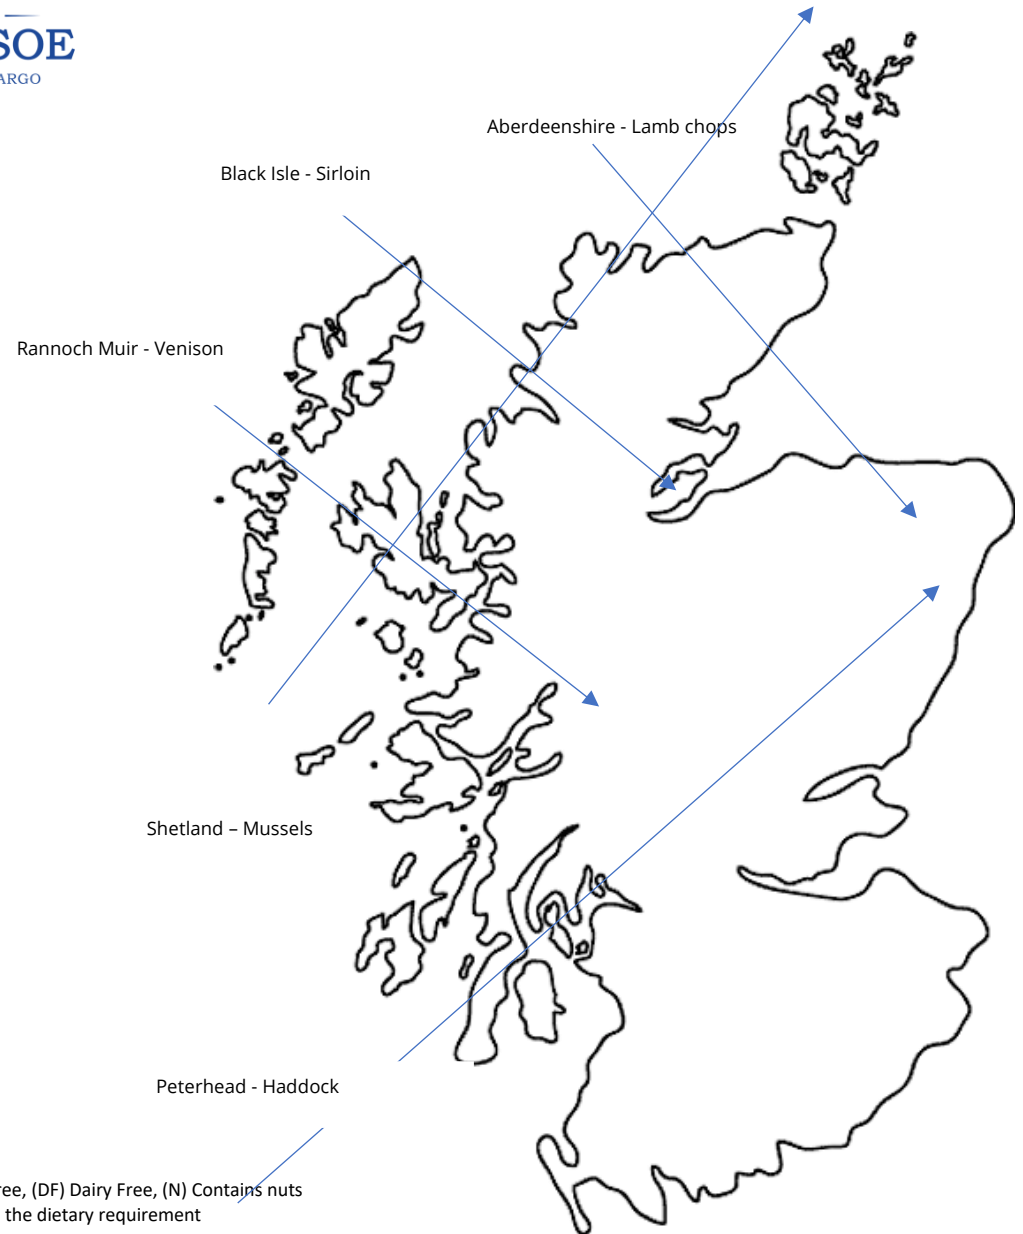 SOE
ARGO
Aberdeenshire - Lamb chops
Black Isle - Sirloin
Rannoch Muir - Venison
Shetland – Mussels
Peterhead - Haddock
ree, (DF) Dairy Free, (N) Contains nuts
the dietary requirement